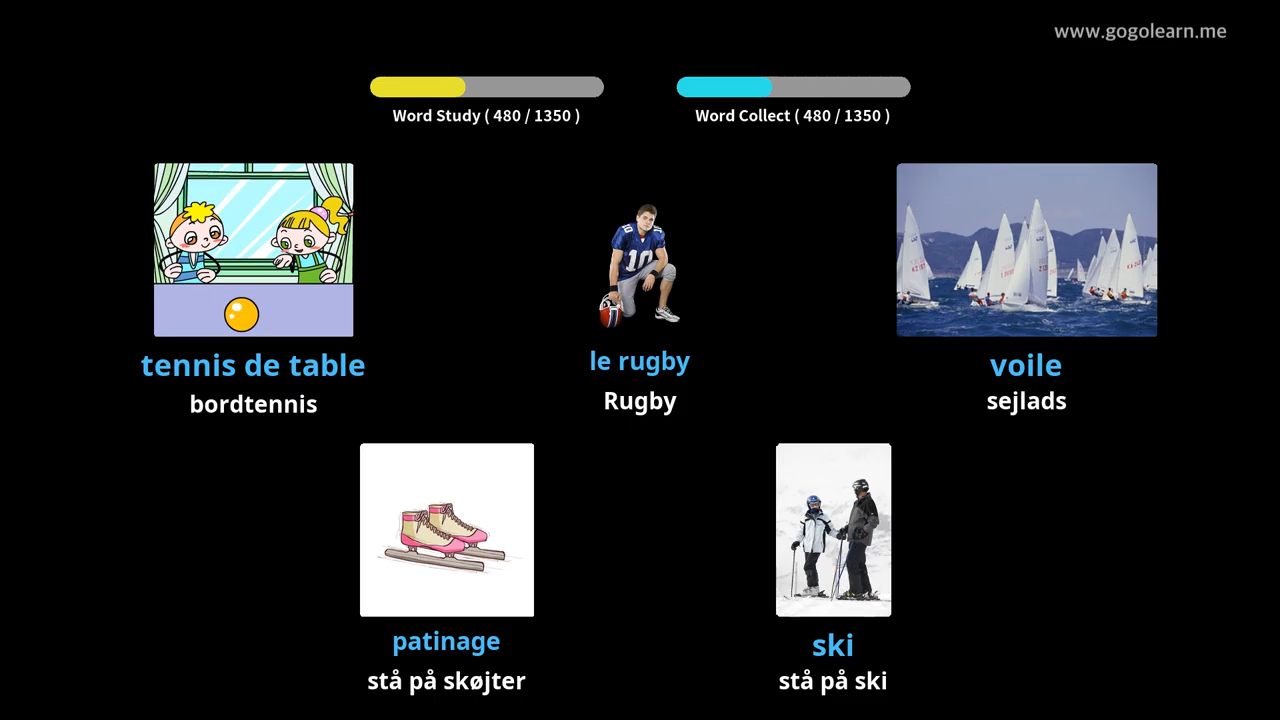 www.gogolearn.me
Word Study ( 480 / 1350 )
Word Collect ( 480 / 1350 )
tennis de table
bordtennis
le rugby
Rugby
voile
sejlads
patinage
stå på skøjter
ski
stå på ski